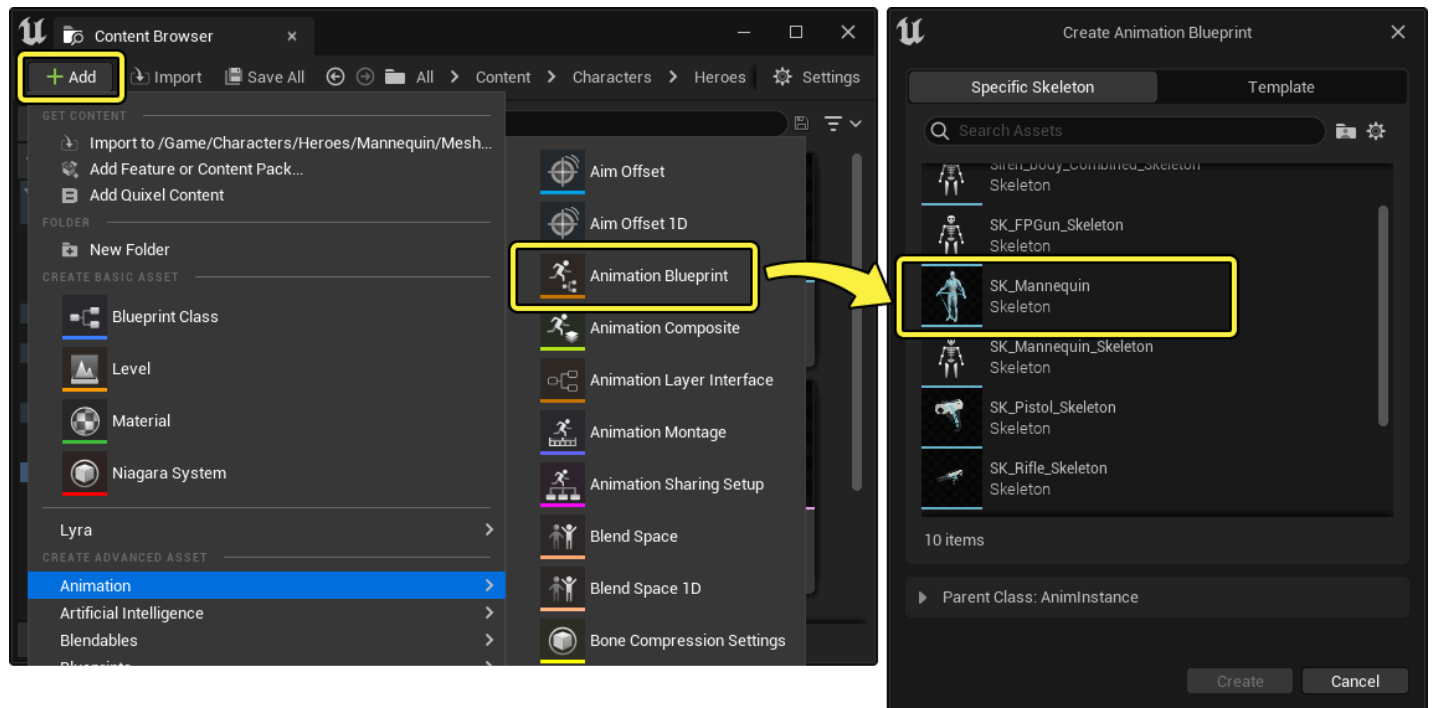 Content Browser
Add
Import
Save All
All > Content > Characters > Heroes
Settings
GET CONTENT
Import to /Game/Characters/Heroes/Mannequin/Mesh...
Add Feature or Content Pack...
Add Quixel Content
FOLDER
New Folder
CREATE BASIC ASSET
Blueprint Class
Level
Material
Niagara System
Lyra
CREATE ADVANCED ASSET
Animation
Artificial Intelligence
Blendables
Blueprints
Aim Offset
Aim Offset 1D
Animation Blueprint
Animation Composite
Animation Layer Interface
Animation Montage
Animation Sharing Setup
Blend Space
Blend Space 1D
Bone Compression Settings
Create Animation Blueprint
Specific Skeleton
Template
Search Assets
Siren_body_Combined_Skeleton
Skeleton
SK_FPGun_Skeleton
Skeleton
SK_Mannequin
Skeleton
SK_Mannequin_Skeleton
Skeleton
SK_Pistol_Skeleton
Skeleton
SK_Rifle_Skeleton
Skeleton
10 items
Parent Class: AnimInstance
Create
Cancel